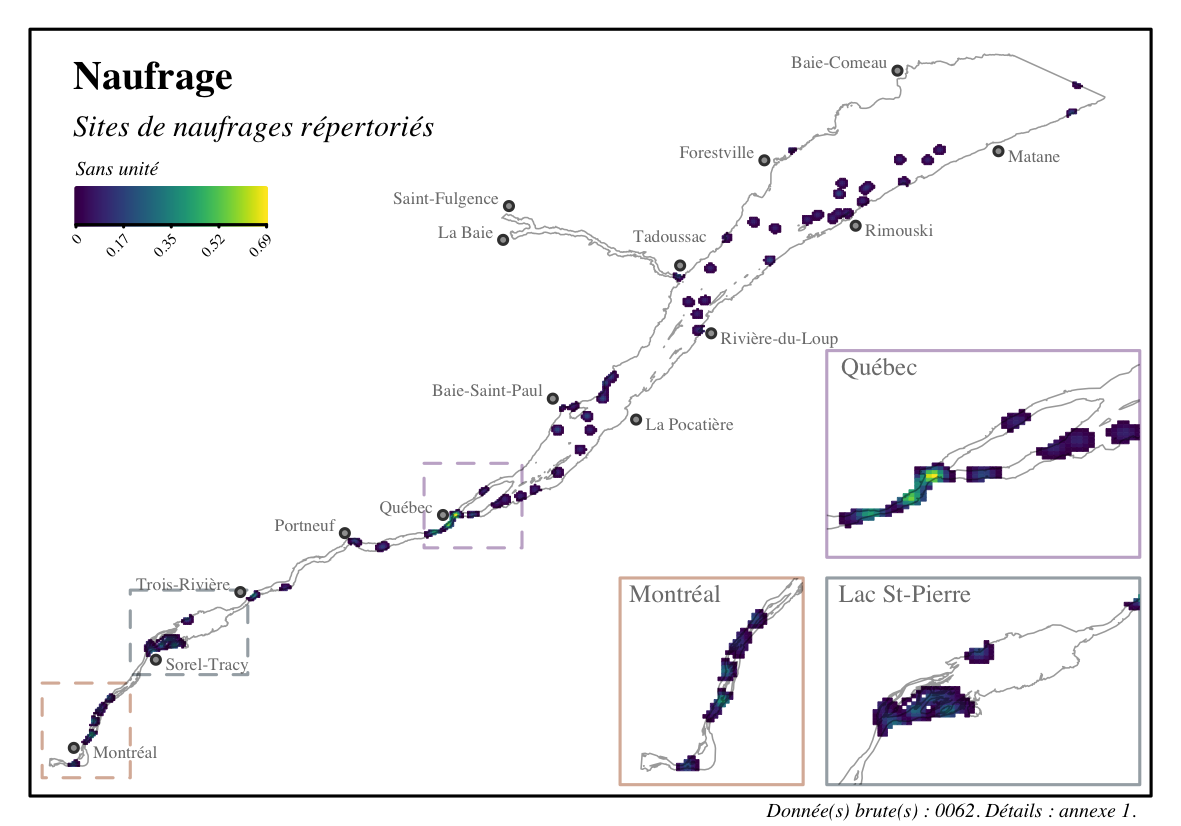 Naufrage
Sites de naufrages répertoriés
Sans unité
0
0.17
0.35
0.52
0.69
Baie-Comeau
Forestville
Matane
Saint-Fulgence
La Baie
Tadoussac
Rimouski
Rivière-du-Loup
Baie-Saint-Paul
La Pocatière
Québec
Portneuf
Trois-Rivière
Sorel-Tracy
Montréal
Québec
Montréal
Lac St-Pierre
Donnée(s) brute(s) : 0062. Détails : annexe 1.